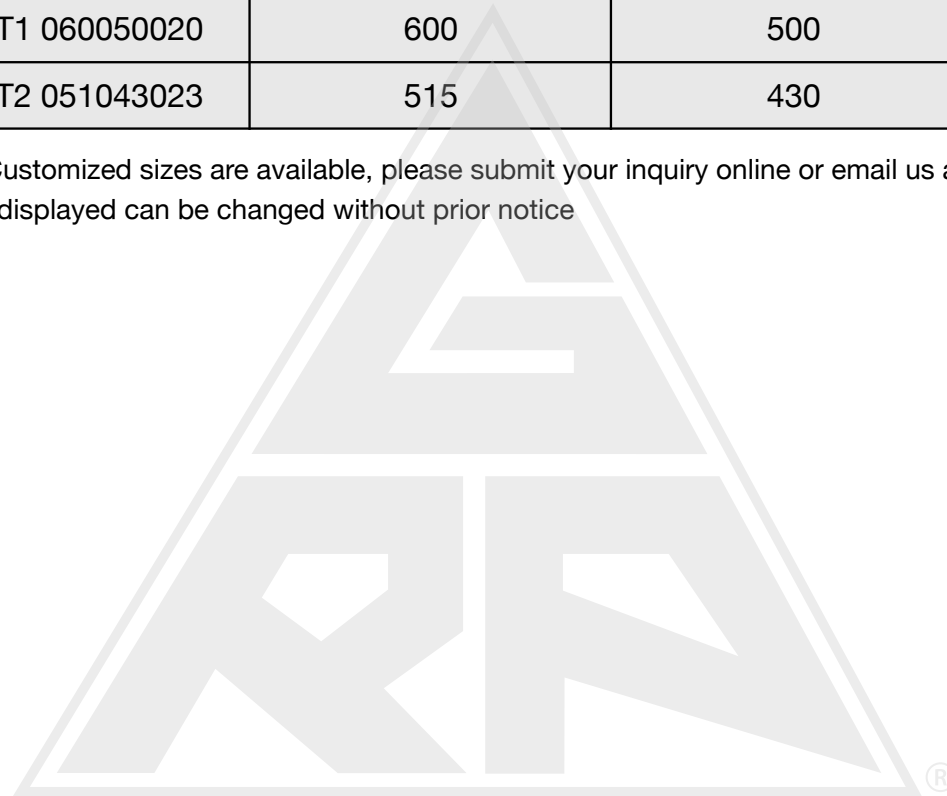 T1 060050020 600 500
T2 051043023 515 430
Customized sizes are available, please submit your inquiry online or email us a
displayed can be changed without prior notice
GRP
®